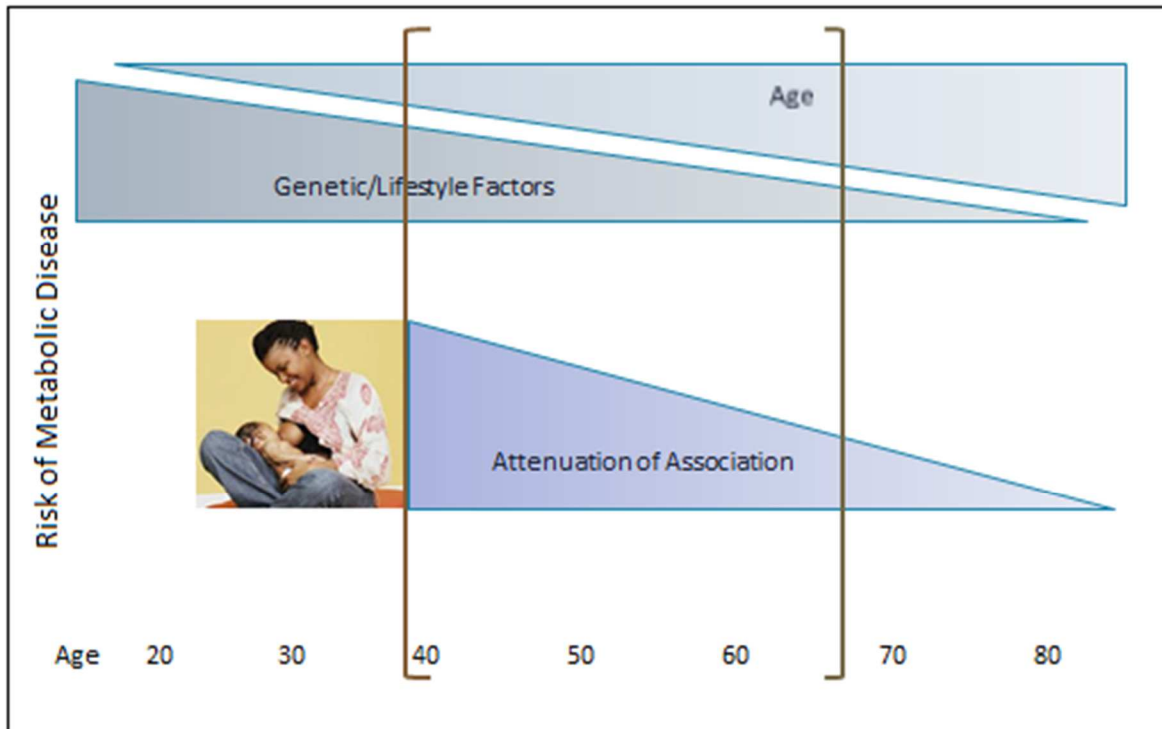 Age
Genetic/Lifestyle Factors
Risk of Metabolic Disease
Attenuation of Association
Age 20 30 40 50 60 70 80